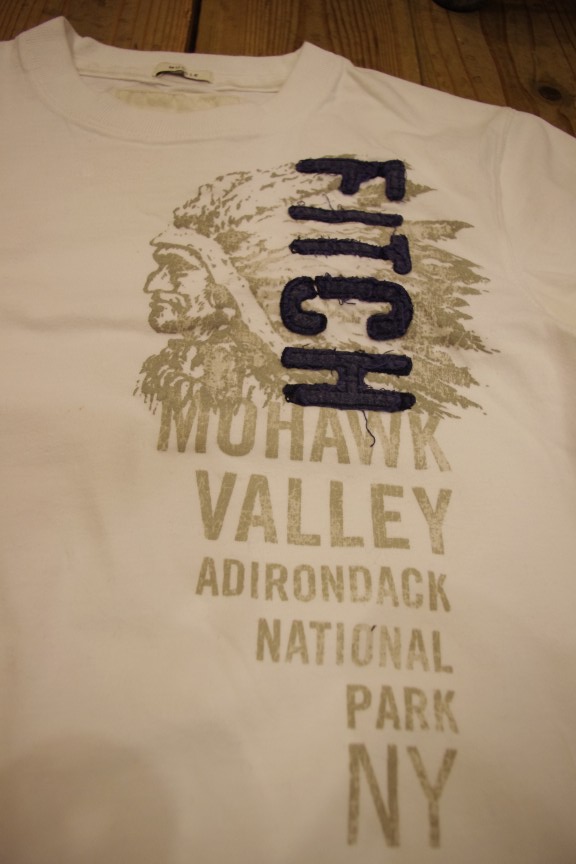 FITCH
MOHAWK
VALLEY
ADIRONDACK
NATIONAL
PARK
NY